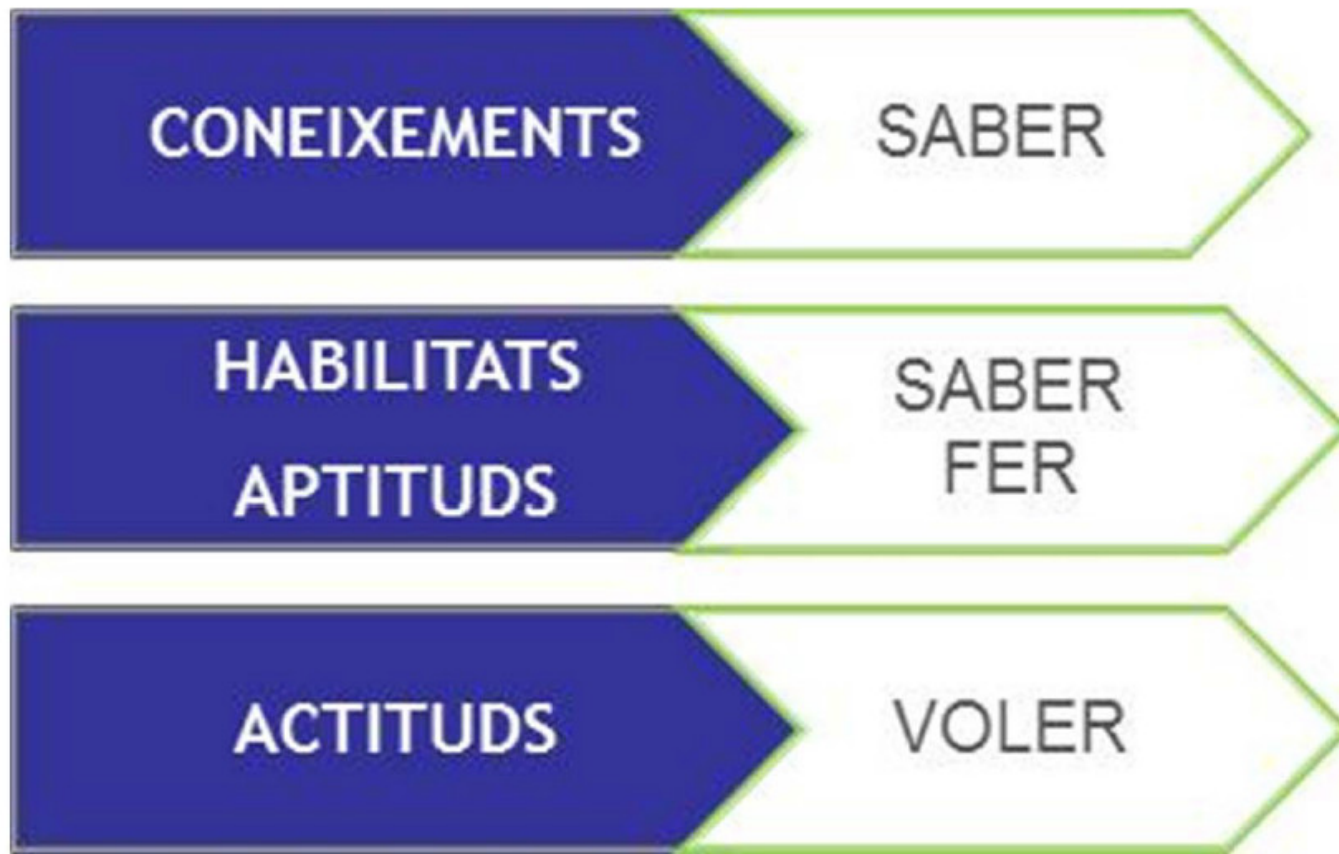 CONEIXEMENTS
SABER
HABILITATS
APTITUDS
SABER
FER
ACTITUDS
VOLER